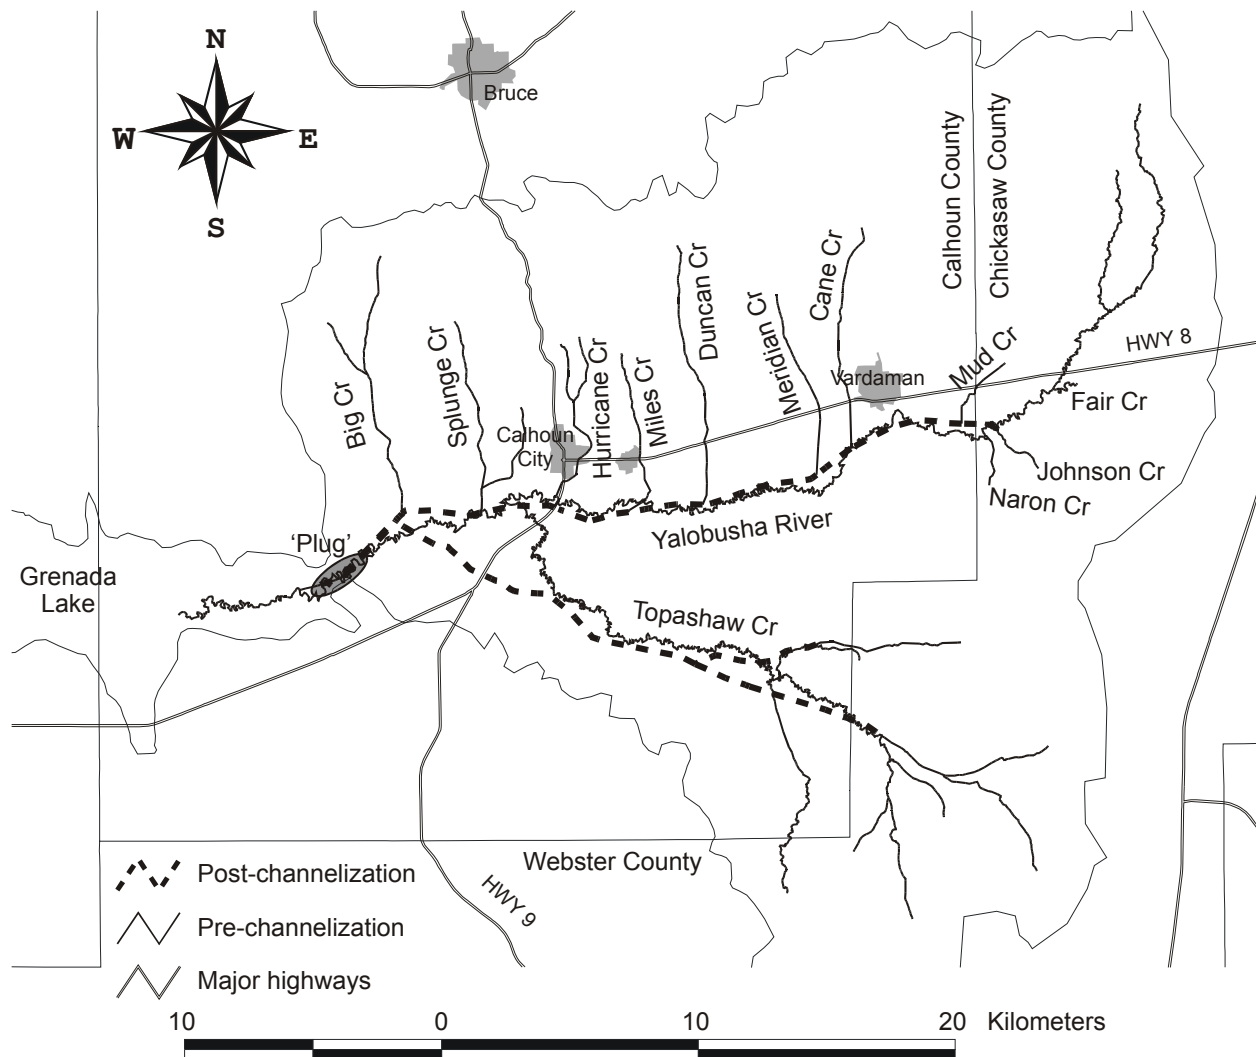 N
Bruce
W
E
S
Calhoun County
Chickasaw County
Duncan Cr
Cane Cr
Meridian Cr
HWY 8
Mud Cr
Splunge Cr
Hurricane Cr
Miles Cr
Vardaman
Big Cr
Fair Cr
Calhoun
City
Johnson Cr
Naron Cr
Yalobusha River
‘Plug’
Grenada
Lake
Topashaw Cr
Webster County
Post-channelization
HWY 9
Pre-channelization
Major highways
10
0
10
20
Kilometers